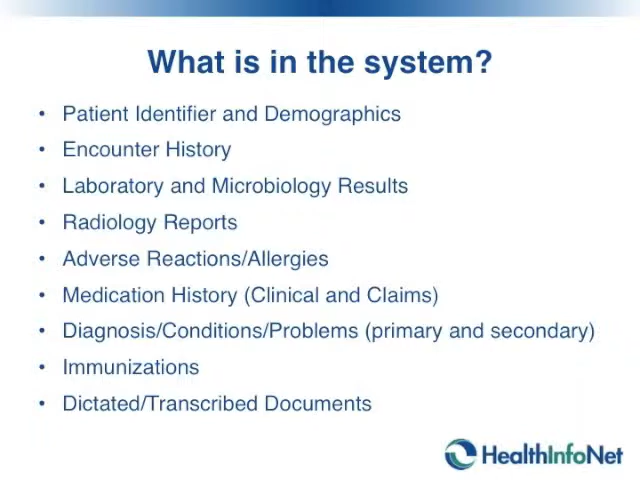 What is in the system?
• Patient Identifier and Demographics
• Encounter History
• Laboratory and Microbiology Results
• Radiology Reports
• Adverse Reactions/Allergies
• Medication History (Clinical and Claims)
• Diagnosis/Conditions/Problems (primary and secondary)
• Immunizations
• Dictated/Transcribed Documents
HealthInfoNet